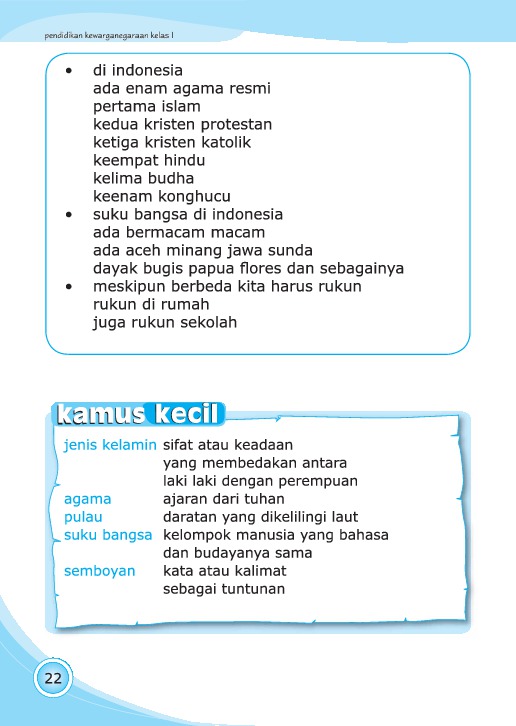 pendidikan kewarganegaraan kelas I
• di indonesia
ada enam agama resmi
pertama islam
kedua kristen protestan
ketiga kristen katolik
keempat hindu
kelima budha
keenam konghucu
• suku bangsa di indonesia
ada bermacam macam
ada aceh minang jawa sunda
dayak bugis papua flores dan sebagainya
• meskipun berbeda kita harus rukun
rukun di rumah
juga rukun sekolah
kamus kecil
jenis kelamin sifat atau keadaan
yang membedakan antara
laki laki dengan perempuan
agama ajaran dari tuhan
pulau daratan yang dikelilingi laut
suku bangsa kelompok manusia yang bahasa
dan budayanya sama
semboyan kata atau kalimat
sebagai tuntunan
22